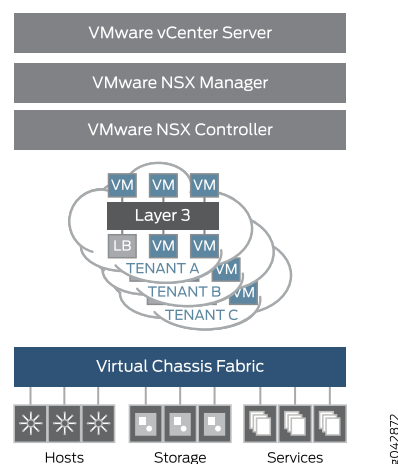 VMware vCenter Server
VMware NSX Manager
VMware NSX Controller
VM VM VM
Layer 3
LB VM VM
TENANT A VM
TENANT B VM
TENANT C
Virtual Chassis Fabric
Hosts Storage Services
g042872